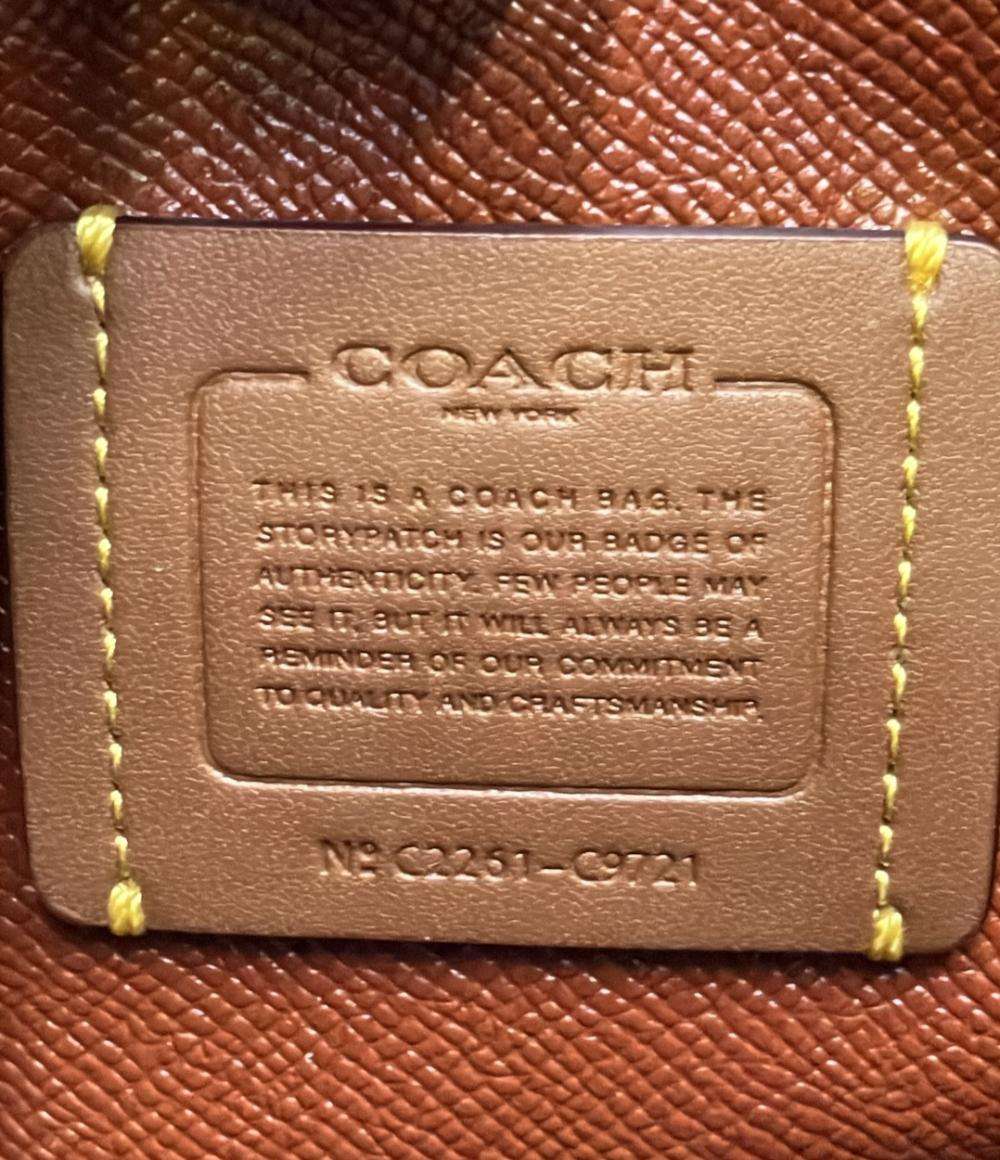 COACH
NEW YORK
THIS IS A COACH BAG. THE
STORYPATCH IS OUR BADGE OF
AUTHENTICITY. FEW PEOPLE MAY
SEE IT, BUT IT WILL ALWAYS BE A
REMINDER OF OUR COMMITMENT
TO QUALITY AND CRAFTSMANSHIP.
Nº C2261-C9721